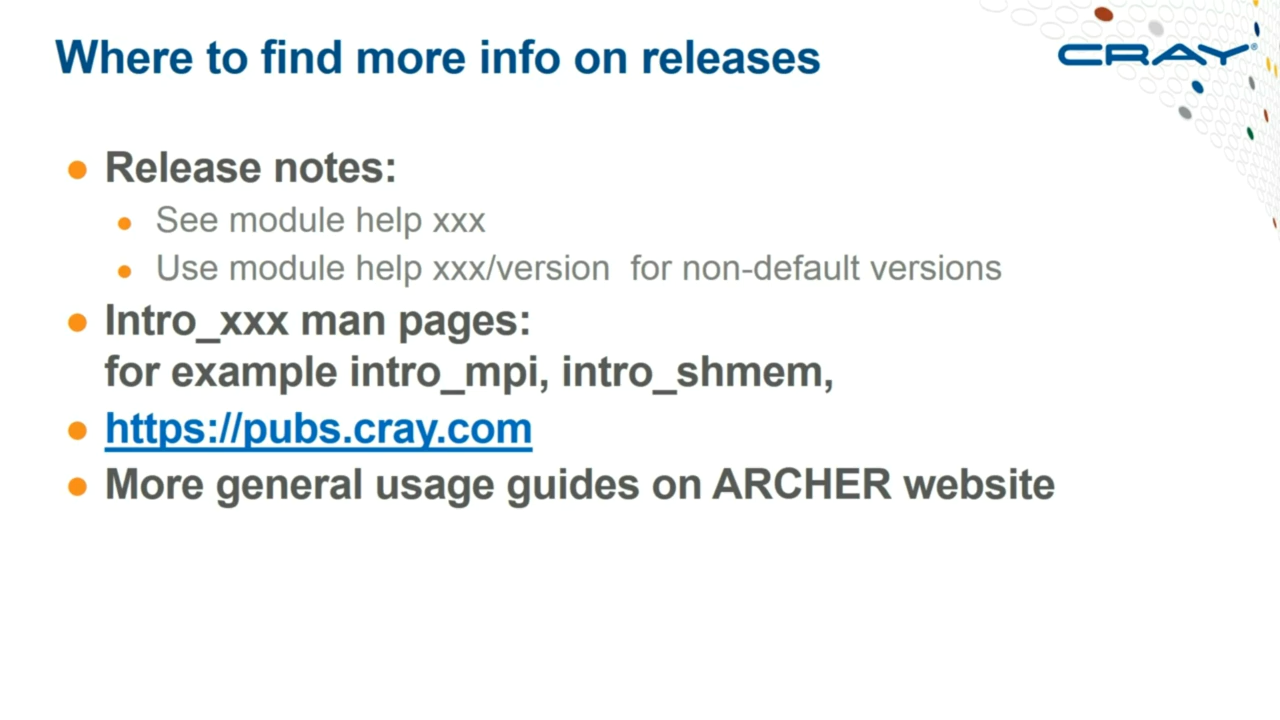 Where to find more info on releases
CRAY®
Release notes:
See module help xxx
Use module help xxx/version for non-default versions
Intro_xxx man pages:
for example intro_mpi, intro_shmem,
https://pubs.cray.com
More general usage guides on ARCHER website